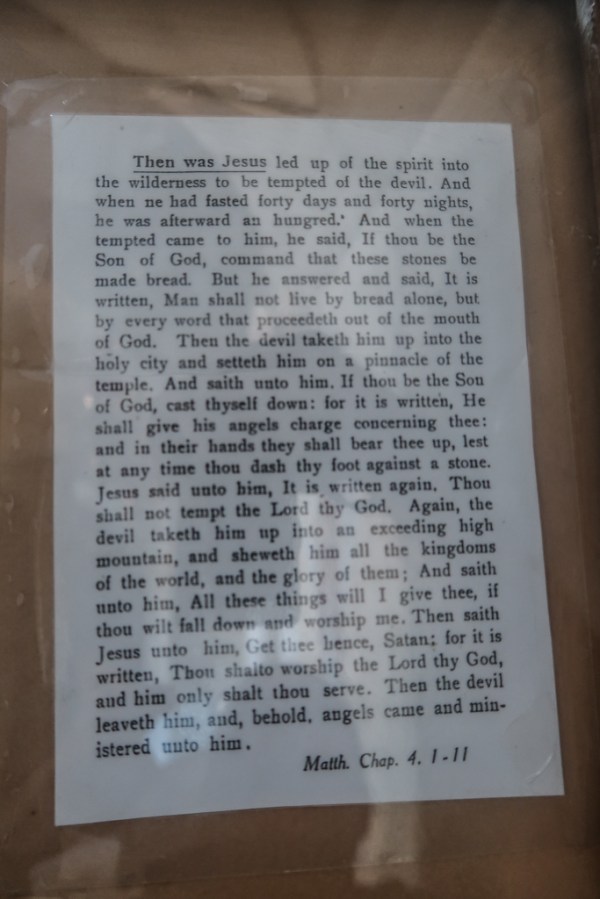 Then was Jesus led up of the spirit into
the wilderness to be tempted of the devil. And
when ne had fasted forty days and forty nights,
he was afterward an hungred.‘ And when the
tempted came to him, he said, If thou be the
Son of God, command that these stones be
made bread. But he answered and said, It is
written, Man shall not live by bread alone, but
by every word that proceedeth out of the mouth
of God. Then the devil taketh him up into the
holy city and setteth him on a pinnacle of the
temple. And saith unto him. If thou be the Son
of God, cast thyself down: for it is written, He
shall give his angels charge concerning thee:
and in their hands they shall bear thee up, lest
at any time thou dash thy foot against a stone.
Jesus said unto him, It is written again. Thou
shall not tempt the Lord thy God. Again, the
devil taketh him up into an exceeding high
mountain, and sheweth him all the kingdoms
of the world, and the glory of them; And saith
unto him, All these things will I give thee, if
thou wilt fall down and worship me. Then saith
Jesus unto him, Get thee hence, Satan: for it is
written, Thou shalto worship the Lord thy God,
and him only shalt thou serve. Then the devil
leaveth him, and, behold. angels came and min-
istered unto him.
Matth. Chap. 4. 1-11